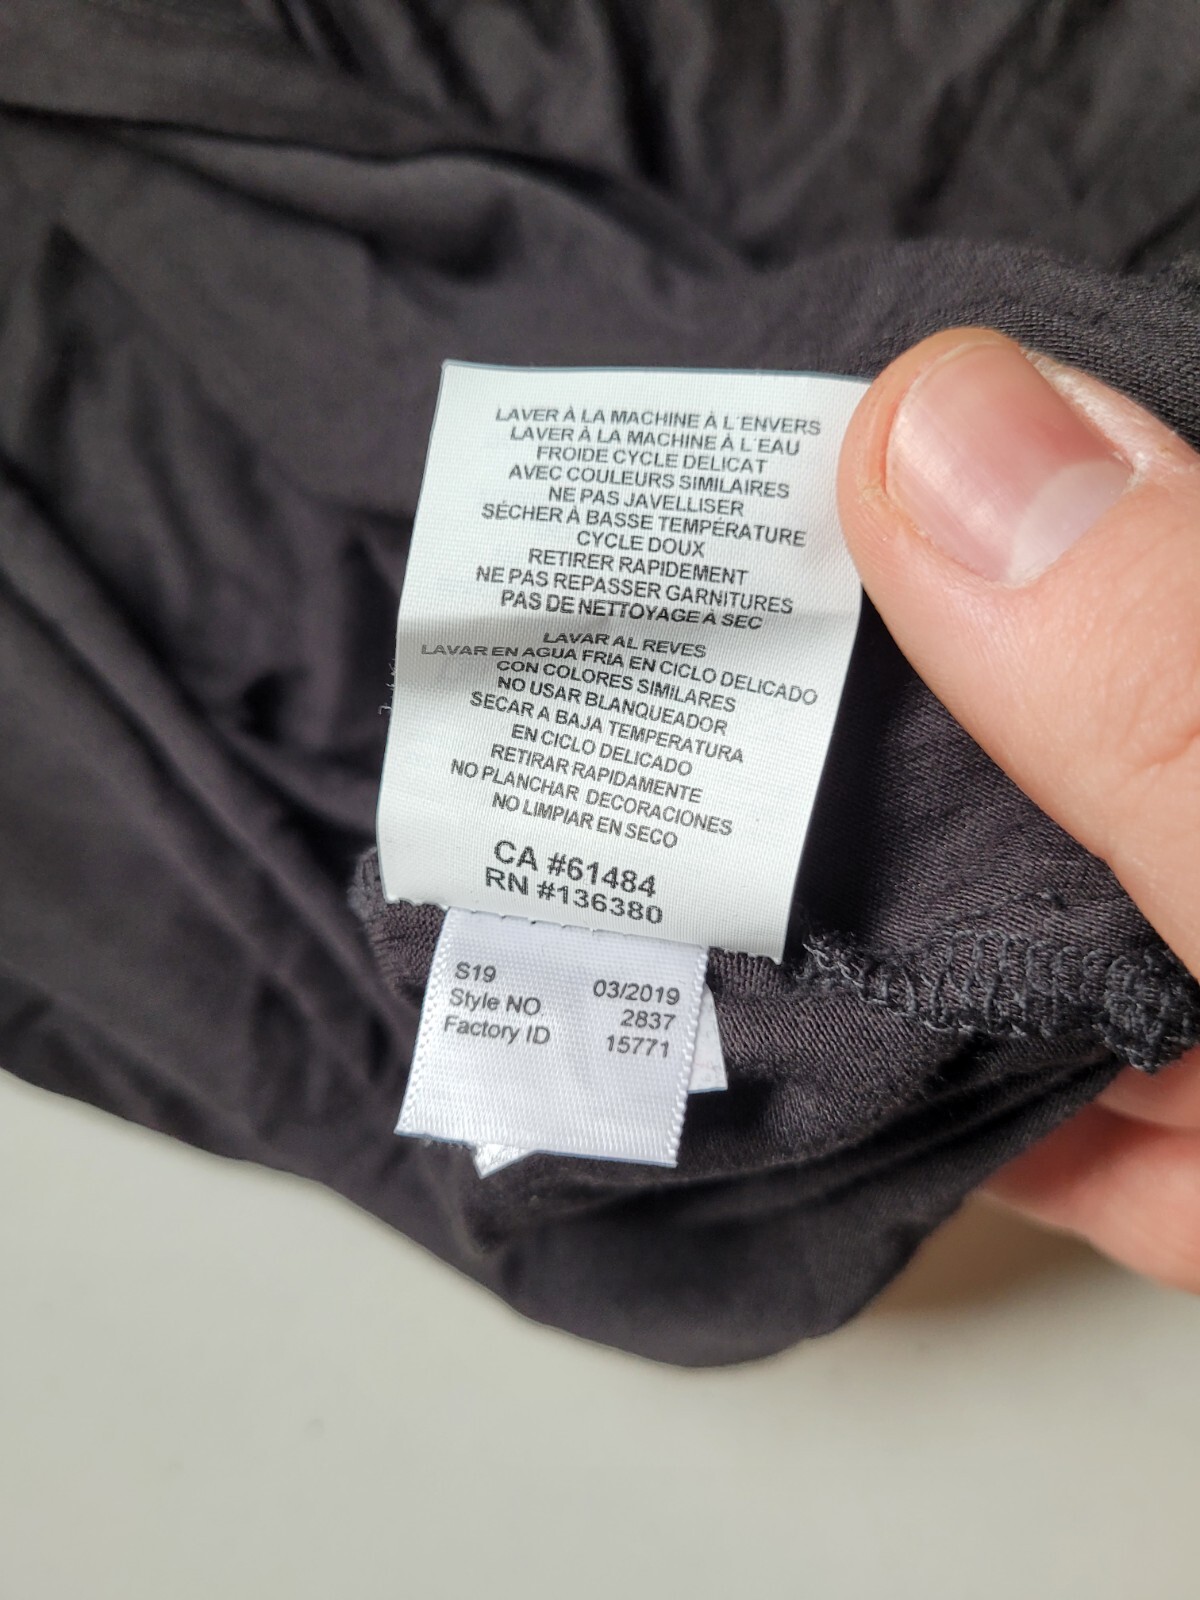 LAVER À LA MACHINE À L'ENVERS
LAVER À LA MACHINE À L'EAU
FROIDE CYCLE DELICAT
AVEC COULEURS SIMILAIRES
NE PAS JAVELLISER
SÉCHER À BASSE TEMPÉRATURE
CYCLE DOUX
RETIRER RAPIDEMENT
NE PAS REPASSER GARNITURES
PAS DE NETTOYAGE À SEC
LAVAR AL REVES
LAVAR EN AGUA FRIA EN CICLO DELICADO
CON COLORES SIMILARES
NO USAR BLANQUEADOR
SECAR A BAJA TEMPERATURA
EN CICLO DELICADO
RETIRAR RAPIDAMENTE
NO PLANCHAR DECORACIONES
NO LIMPIAR EN SECO
CA #61484
RN #136380
S19 03/2019
Style NO 2837
Factory ID 15771